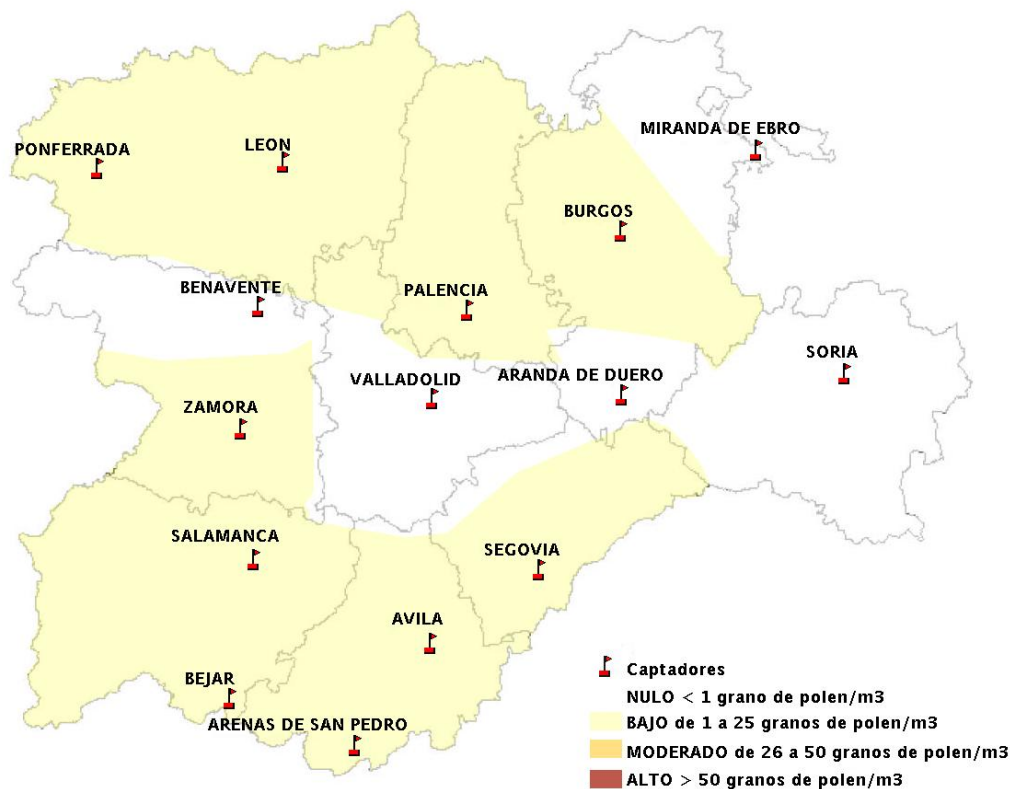 MIRANDA DE EBRO
PONFERRADA
LEON
BURGOS
BENAVENTE
PALENCIA
SORIA
VALLADOLID
ARANDA DE DUERO
ZAMORA
SALAMANCA
SEGOVIA
AVILA
BEJAR
ARENAS DE SAN PEDRO
Captadores
NULO < 1 grano de polen/m3
BAJO de 1 a 25 granos de polen/m3
MODERADO de 26 a 50 granos de polen/m3
ALTO > 50 granos de polen/m3